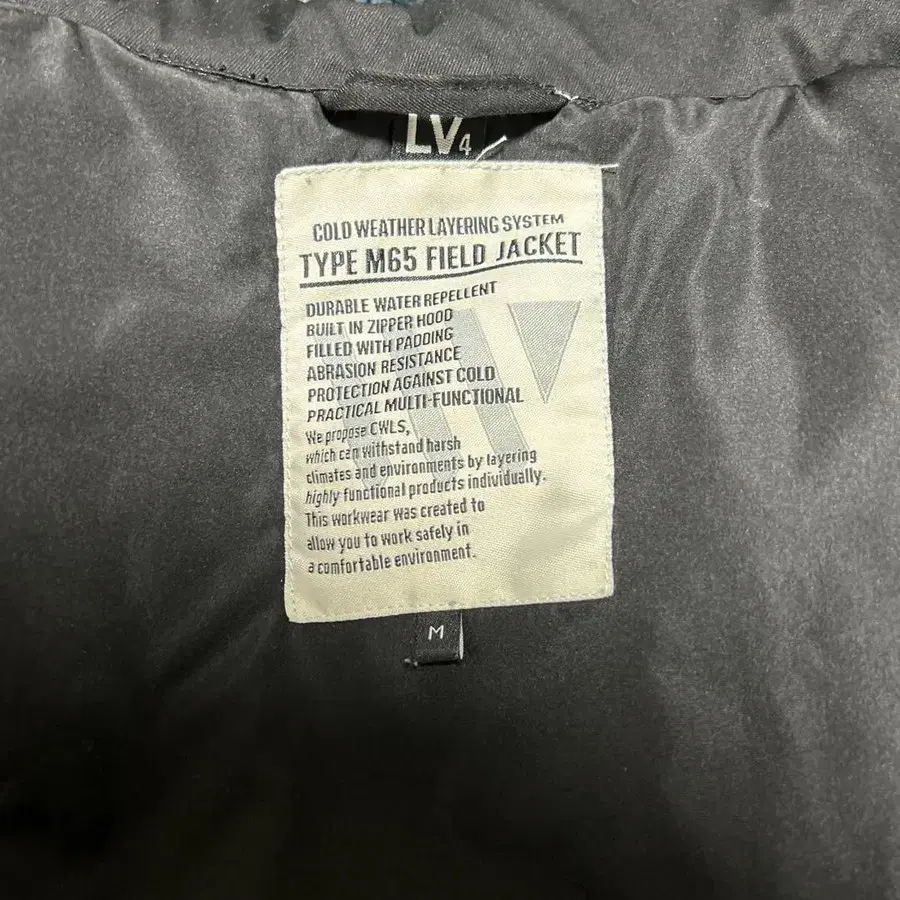 LV4
COLD WEATHER LAYERING SYSTEM
TYPE M65 FIELD JACKET
DURABLE WATER REPELLENT
BUILT IN ZIPPER HOOD
FILLED WITH PADDING
ABRASION RESISTANCE
PROTECTION AGAINST COLD
PRACTICAL MULTI-FUNCTIONAL
We propose CWLS,
which can withstand harsh
climates and environments by layering
highly functional products individually.
This workwear was created to
allow you to work safely in
a comfortable environment.
M